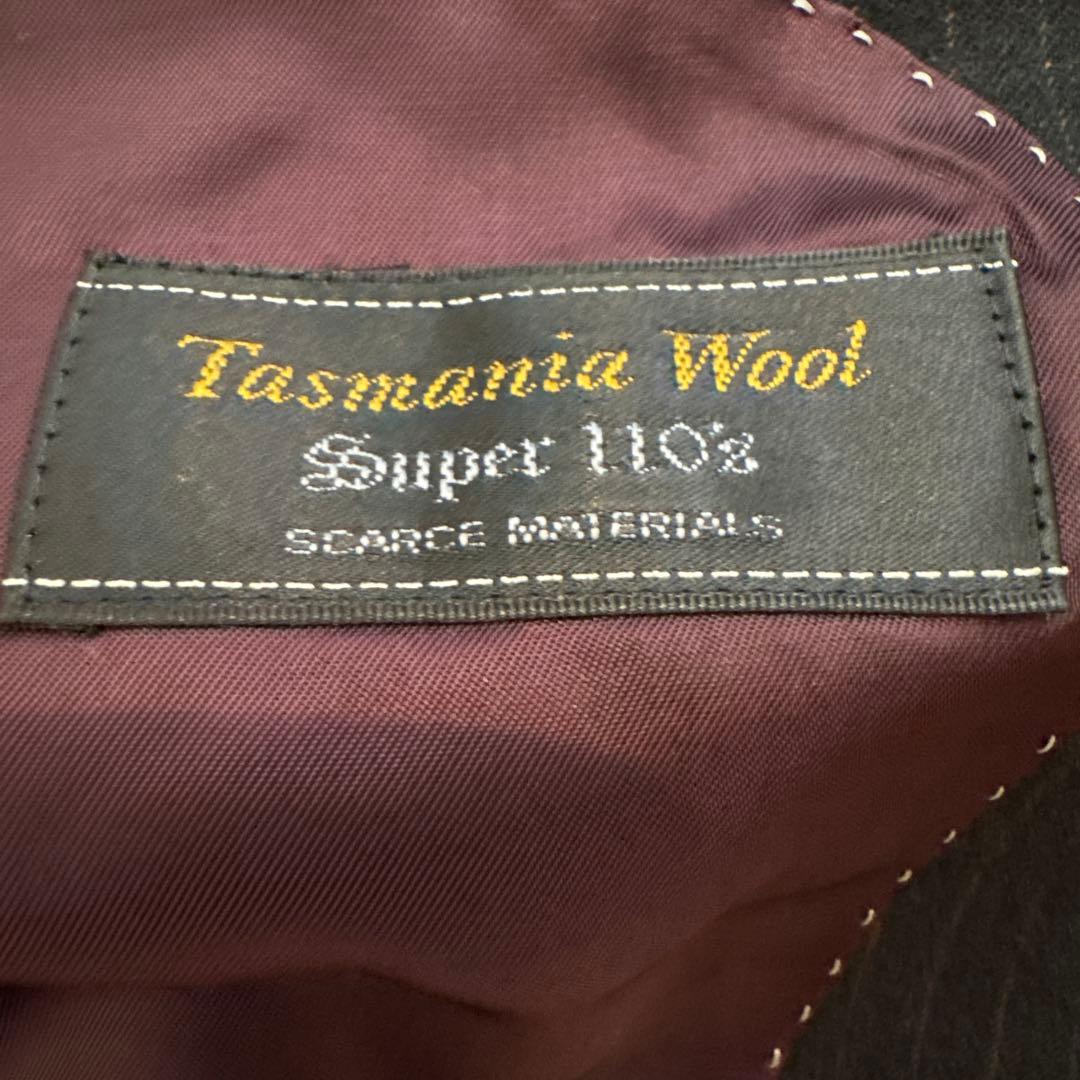 Tasmania Wool
Super 110's
SCARCE MATERIALS